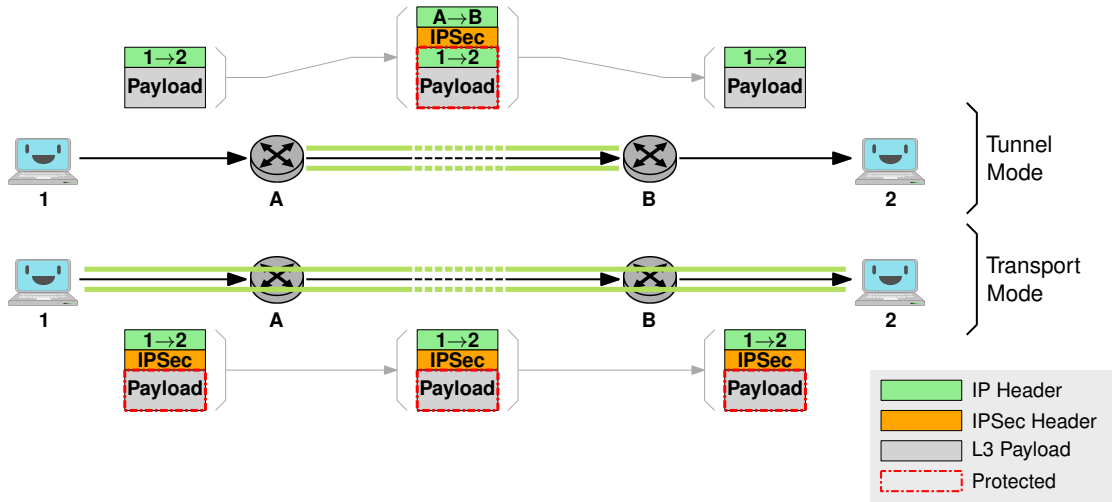 A→B
IPSec
1→2
Payload
1→2
Payload
1→2
Payload
1
A
B
2
Tunnel
Mode
1
A
B
2
Transport
Mode
1→2
IPSec
Payload
1→2
IPSec
Payload
1→2
IPSec
Payload
IP Header
IPSec Header
L3 Payload
Protected